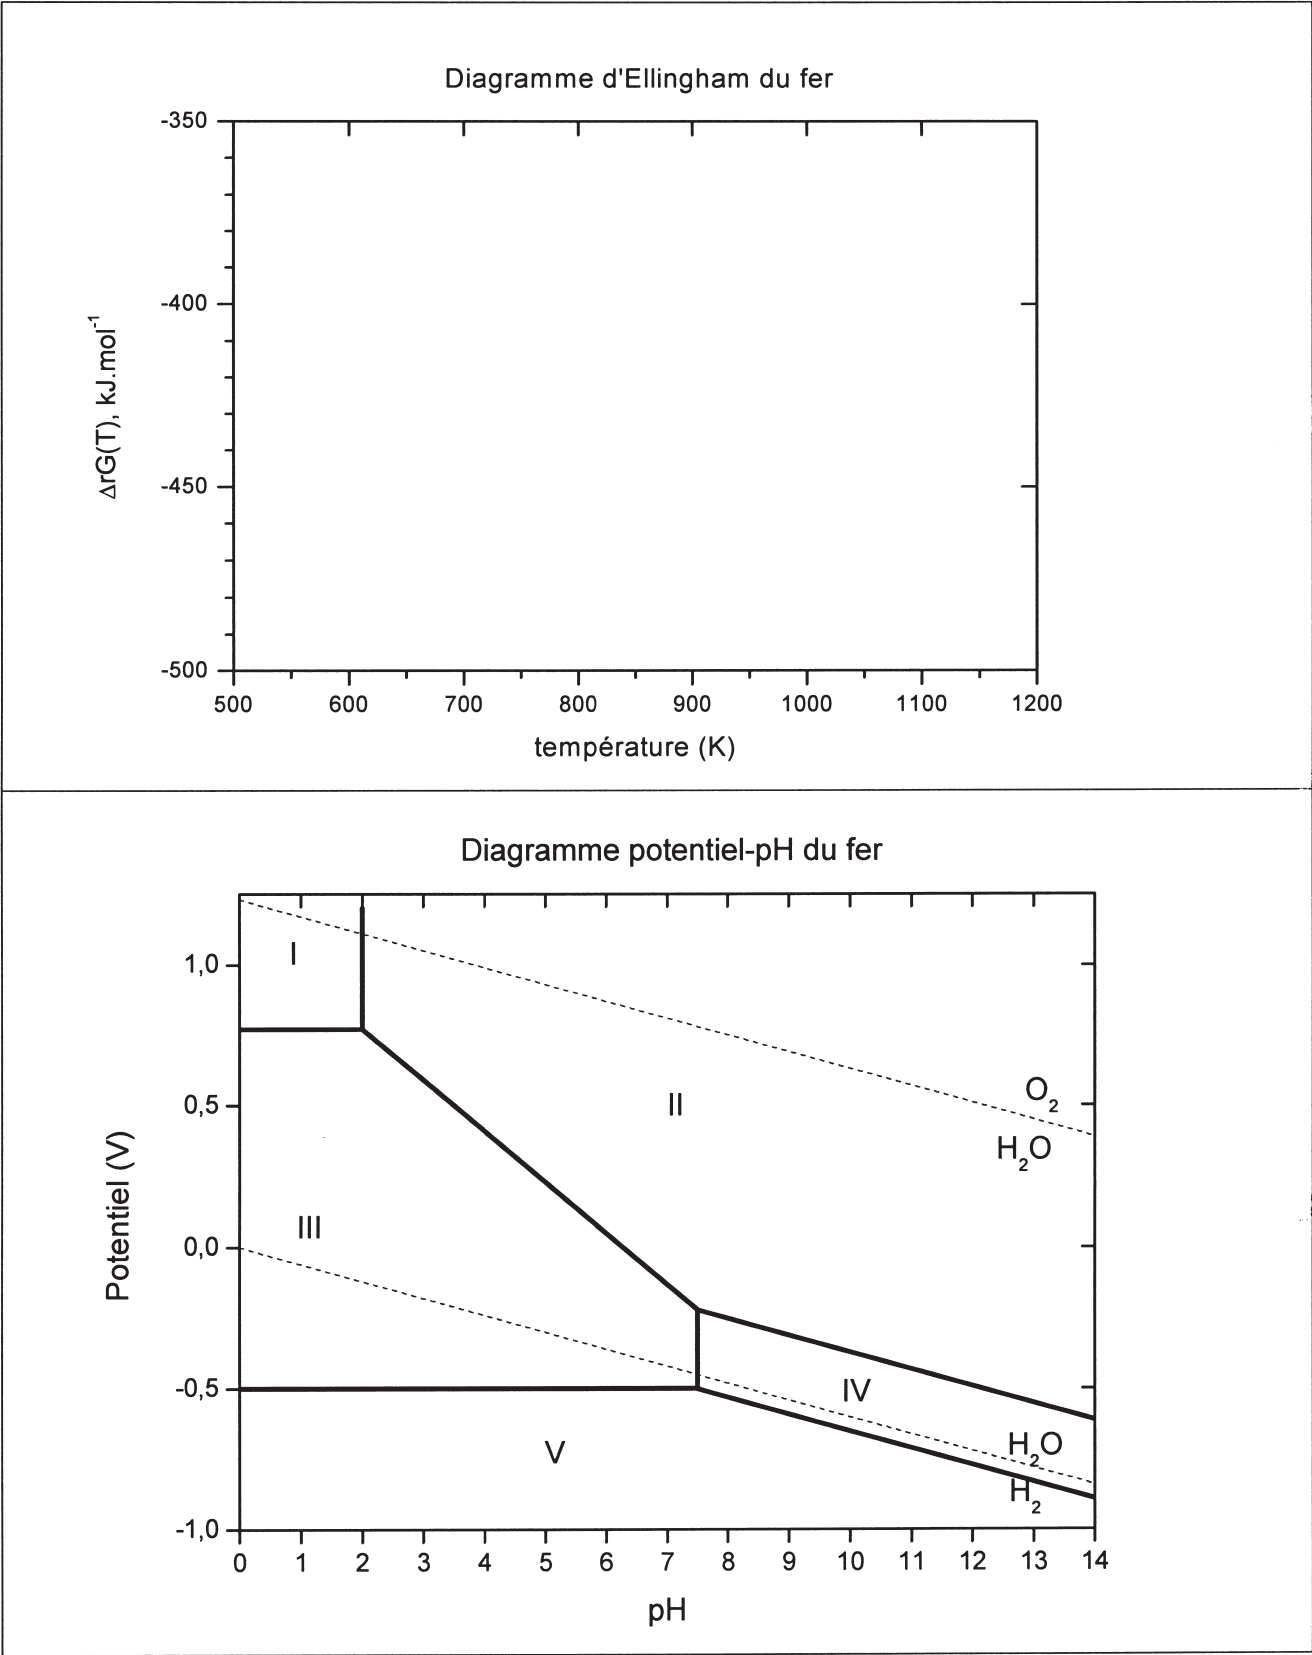 Diagramme d'Ellingham du fer
-350
-400
-450
-500
ΔrG(T), kJ.mol⁻¹
500 600 700 800 900 1000 1100 1200
température (K)
Diagramme potentiel-pH du fer
1,0
0,5
0,0
-0,5
-1,0
Potentiel (V)
I
II
III
IV
V
O₂
H₂O
H₂O
H₂
0 1 2 3 4 5 6 7 8 9 10 11 12 13 14
pH